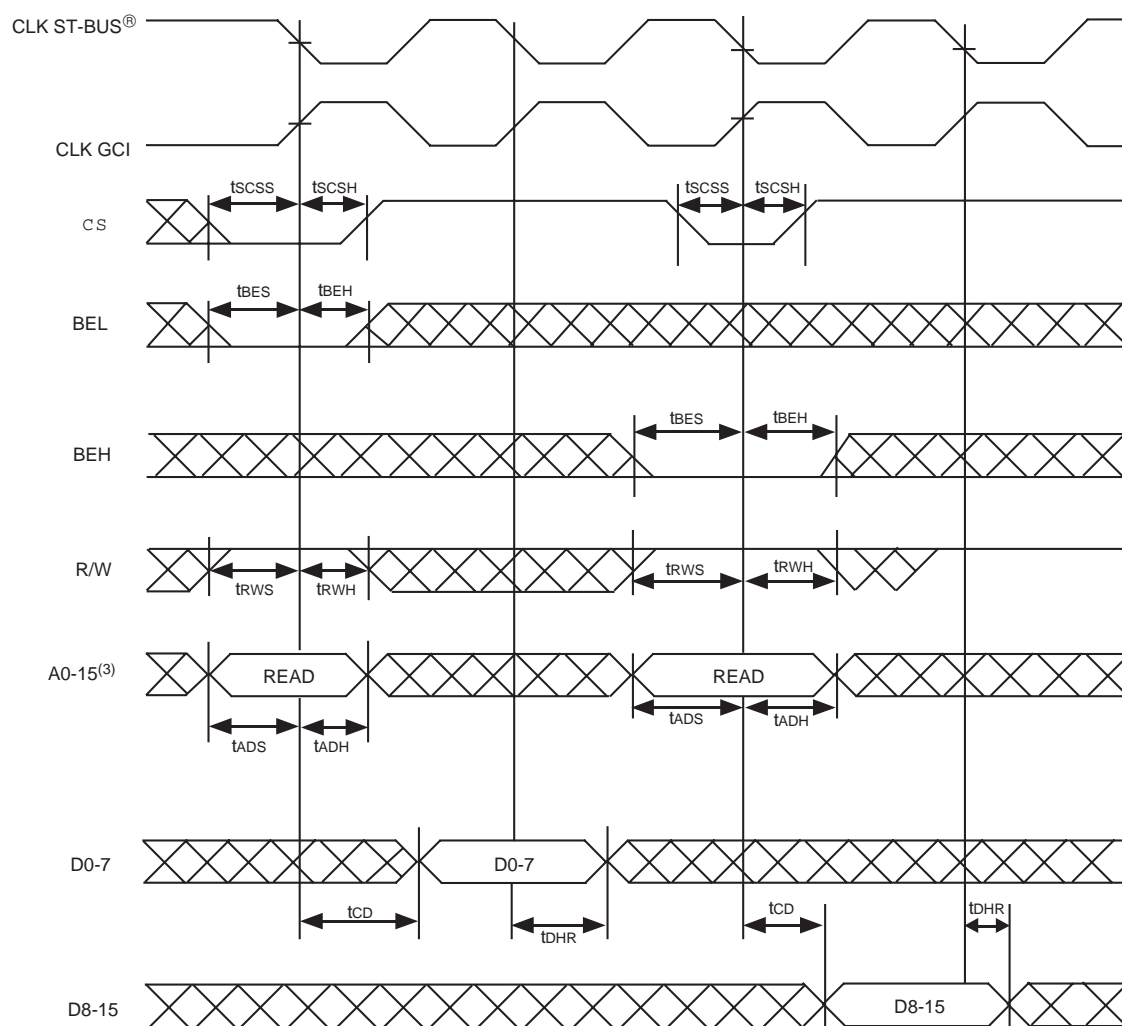 CLK ST-BUS®
CLK GCI
tSCSS tSCSH tSCSS tSCSH
CS
tBES tBEH
BEL
tBES tBEH
BEH
R/W
tRWS tRWH tRWS tRWH
A0-15(3) READ READ
tADS tADH tADS tADH
D0-7 D0-7
tCD tDHR tCD tDHR
D8-15 D8-15